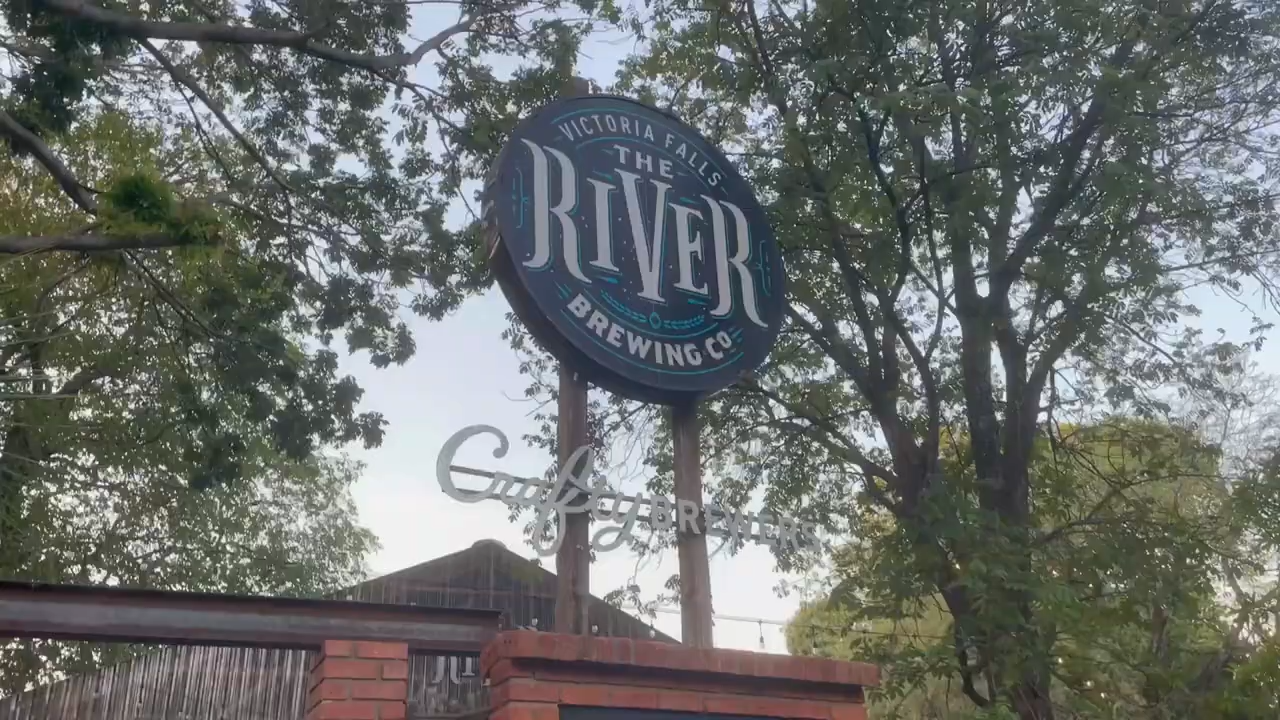 VICTORIA FALLS
THE
RIVER
BREWING CO
Crafty BREWERS